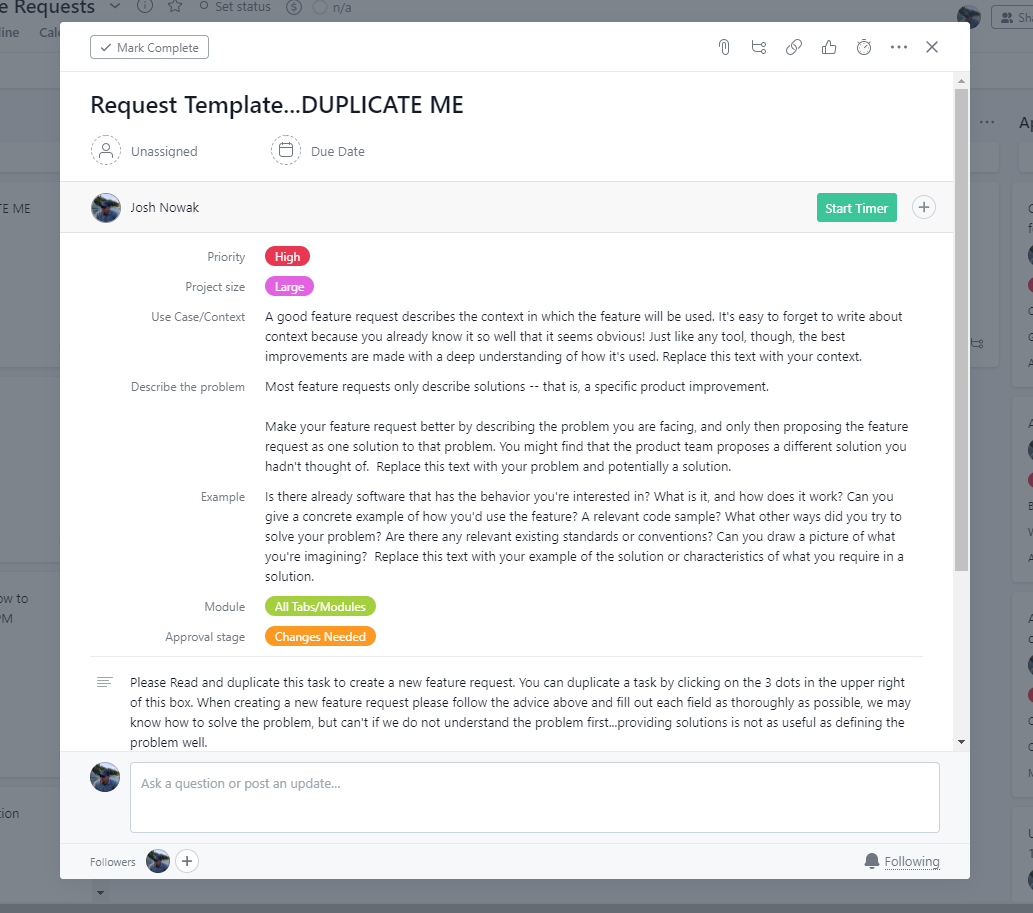 e Requests
Set status
n/a
line
Cale
Sha
Mark Complete
Request Template...DUPLICATE ME
Unassigned
Due Date
Josh Nowak
Start Timer
Priority
High
Project size
Large
Use Case/Context
A good feature request describes the context in which the feature will be used. It's easy to forget to write about
context because you already know it so well that it seems obvious! Just like any tool, though, the best
improvements are made with a deep understanding of how it's used. Replace this text with your context.
Describe the problem
Most feature requests only describe solutions -- that is, a specific product improvement.
Make your feature request better by describing the problem you are facing, and only then proposing the feature
request as one solution to that problem. You might find that the product team proposes a different solution you
hadn't thought of.  Replace this text with your problem and potentially a solution.
Example
Is there already software that has the behavior you're interested in? What is it, and how does it work? Can you
give a concrete example of how you'd use the feature? A relevant code sample? What other ways did you try to
solve your problem? Are there any relevant existing standards or conventions? Can you draw a picture of what
you're imagining?  Replace this text with your example of the solution or characteristics of what you require in a
solution.
Module
All Tabs/Modules
Approval stage
Changes Needed
Please Read and duplicate this task to create a new feature request. You can duplicate a task by clicking on the 3 dots in the upper right
of this box. When creating a new feature request please follow the advice above and fill out each field as thoroughly as possible, we may
know how to solve the problem, but can't if we do not understand the problem first...providing solutions is not as useful as defining the
problem well.
Ask a question or post an update...
Followers
Following
TE ME
ow to
PM
tion
Ap